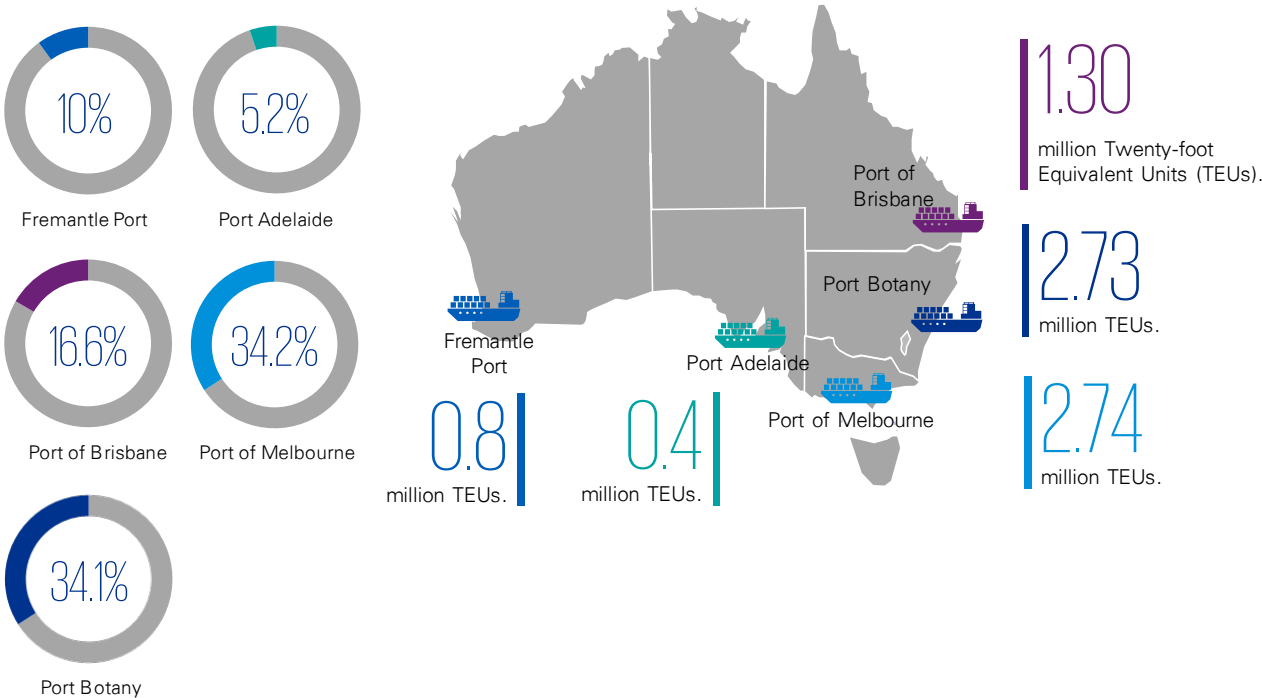 10%
Fremantle Port
5.2%
Port Adelaide
16.6%
Port of Brisbane
34.2%
Port of Melbourne
34.1%
Port Botany
Port of
Brisbane
Port Botany
Fremantle
Port
Port Adelaide
Port of Melbourne
0.8
million TEUs.
0.4
million TEUs.
1.30
million Twenty-foot
Equivalent Units (TEUs).
2.73
million TEUs.
2.74
million TEUs.